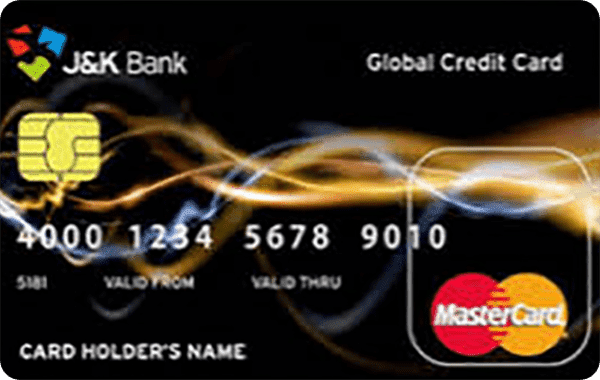 J&K Bank
Global Credit Card
4000 1234 5678 9010
5181 VALID FROM VALID THRU
MasterCard
CARD HOLDER'S NAME